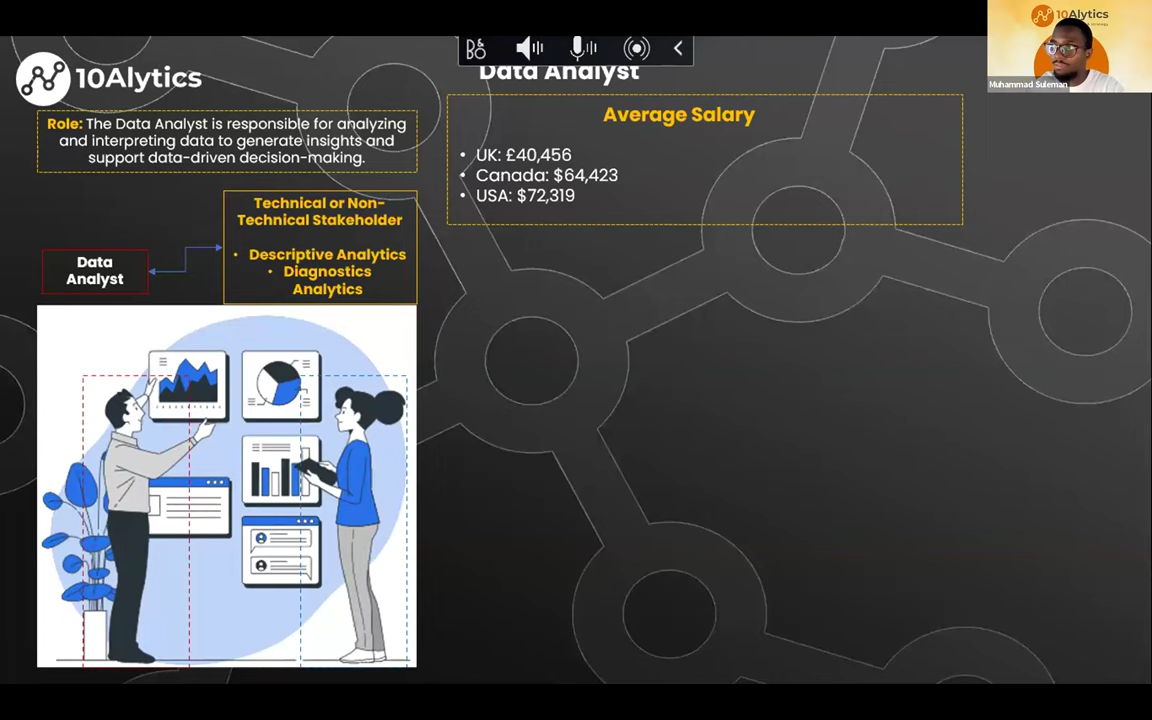 10Alytics
Data Analyst
10Alytics
Muhammad Suleman
Role: The Data Analyst is responsible for analyzing
and interpreting data to generate insights and
support data-driven decision-making.
Average Salary
• UK: £40,456
• Canada: $64,423
• USA: $72,319
Technical or Non-
Technical Stakeholder
• Descriptive Analytics
• Diagnostics
Analytics
Data
Analyst